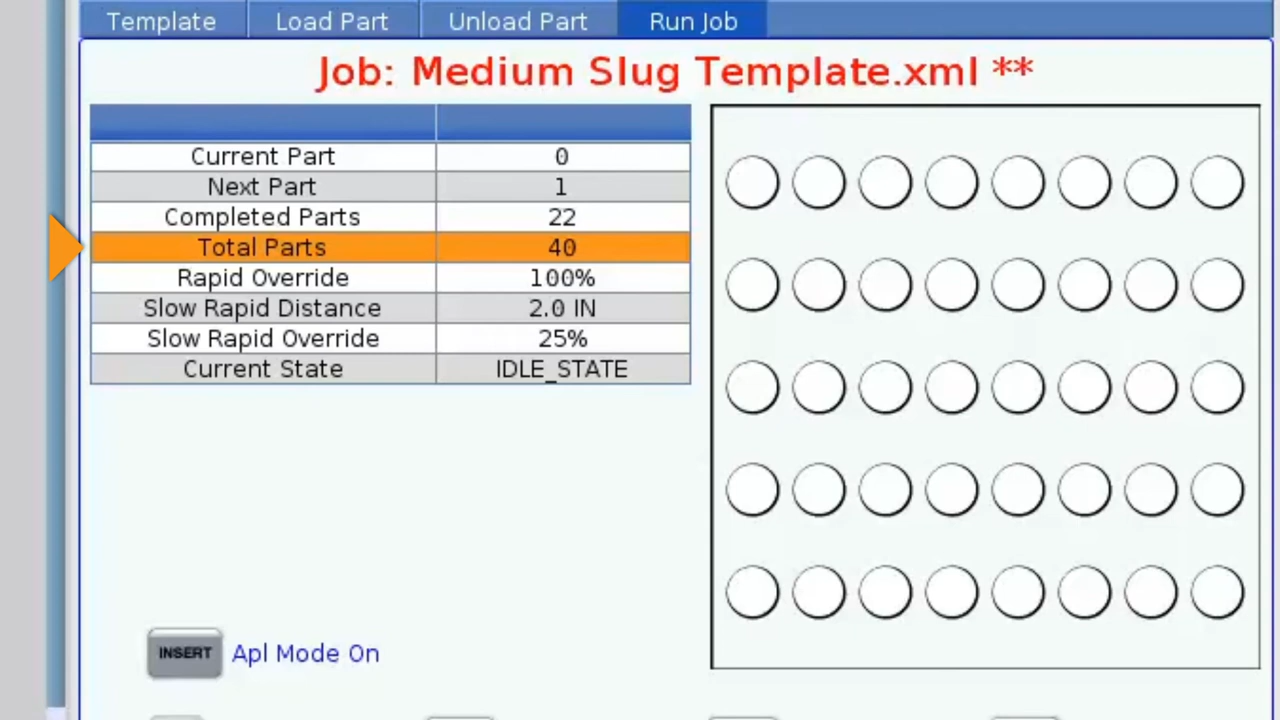 Template Load Part Unload Part Run Job
Job: Medium Slug Template.xml **
Current Part 0
Next Part 1
Completed Parts 22
Total Parts 40
Rapid Override 100%
Slow Rapid Distance 2.0 IN
Slow Rapid Override 25%
Current State IDLE_STATE
INSERT Apl Mode On